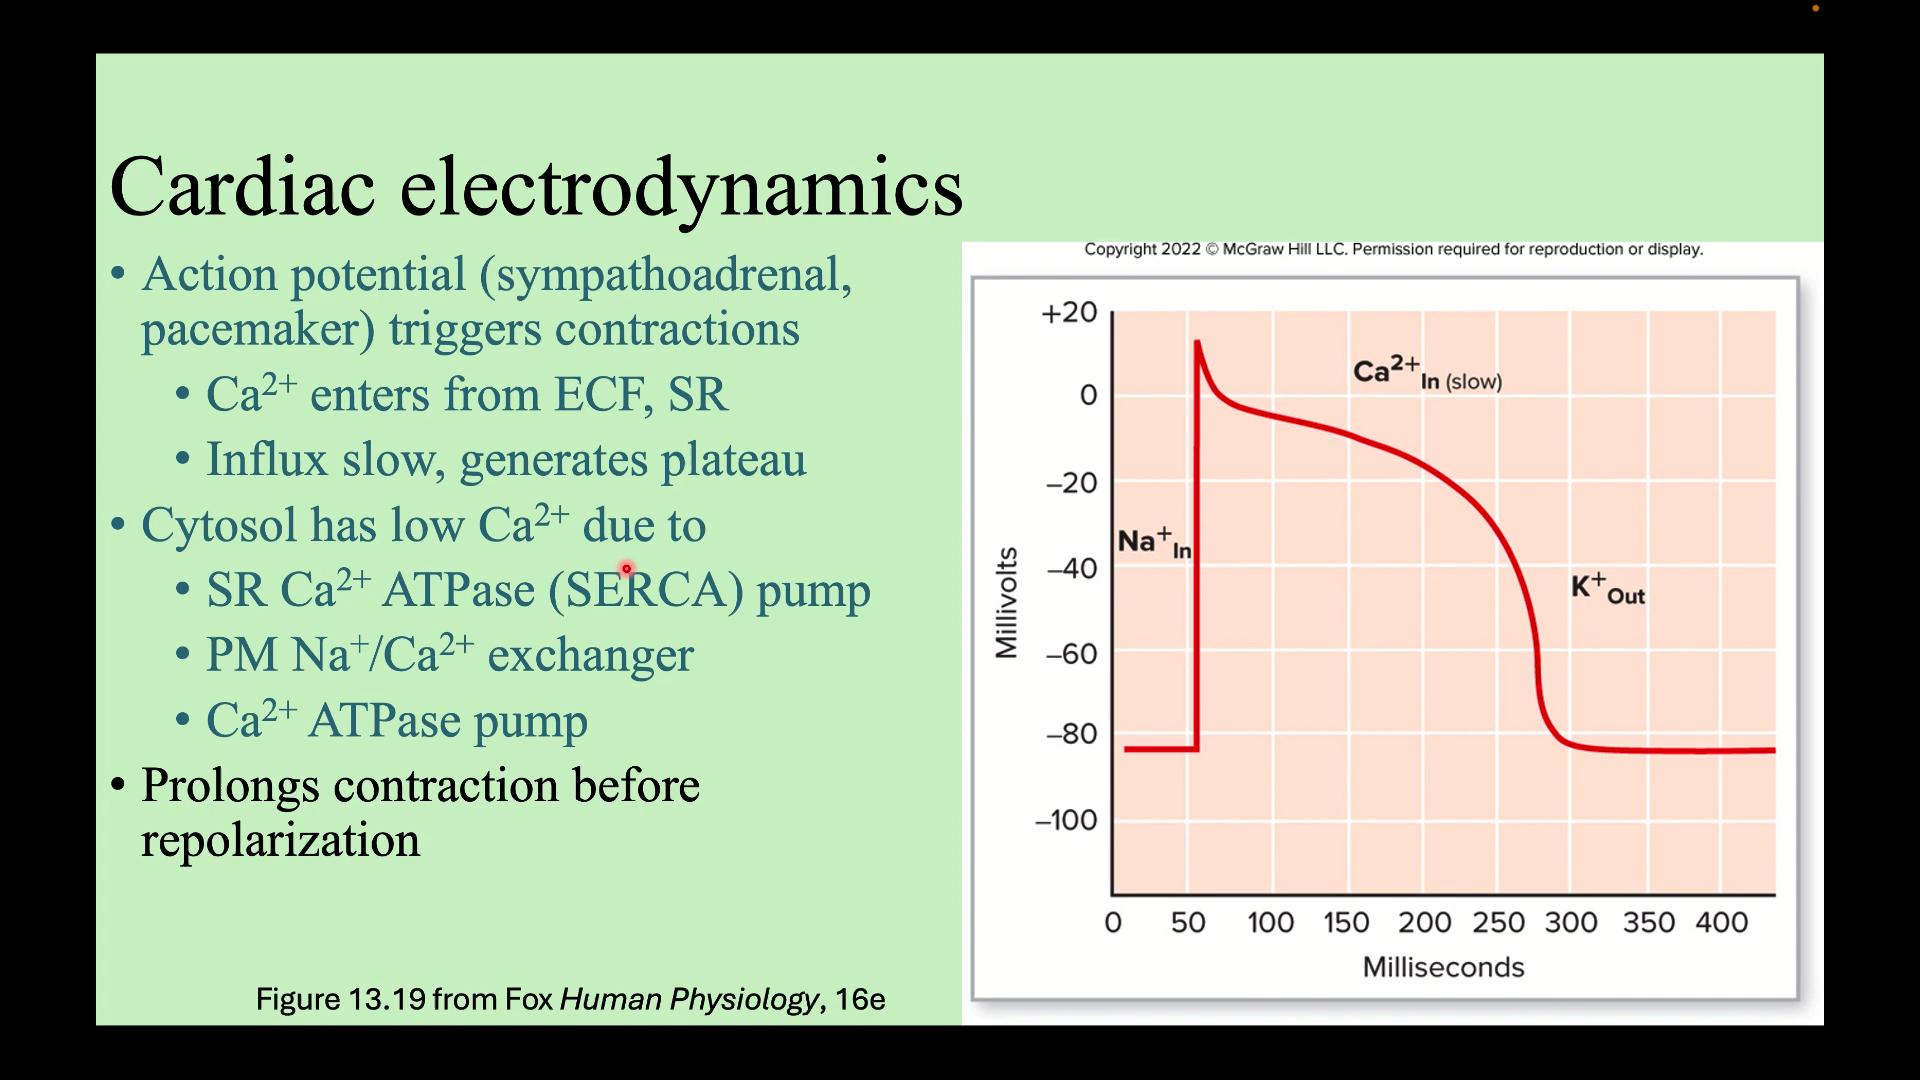 Cardiac electrodynamics
• Action potential (sympathoadrenal,
pacemaker) triggers contractions
• Ca²⁺ enters from ECF, SR
• Influx slow, generates plateau
• Cytosol has low Ca²⁺ due to
• SR Ca²⁺ ATPase (SERCA) pump
• PM Na⁺/Ca²⁺ exchanger
• Ca²⁺ ATPase pump
• Prolongs contraction before
repolarization
Figure 13.19 from Fox Human Physiology, 16e
Copyright 2022 © McGraw Hill LLC. Permission required for reproduction or display.
+20
0
–20
–40
–60
–80
–100
Millivolts
Na⁺In
Ca²⁺In (slow)
K⁺Out
0 50 100 150 200 250 300 350 400
Milliseconds